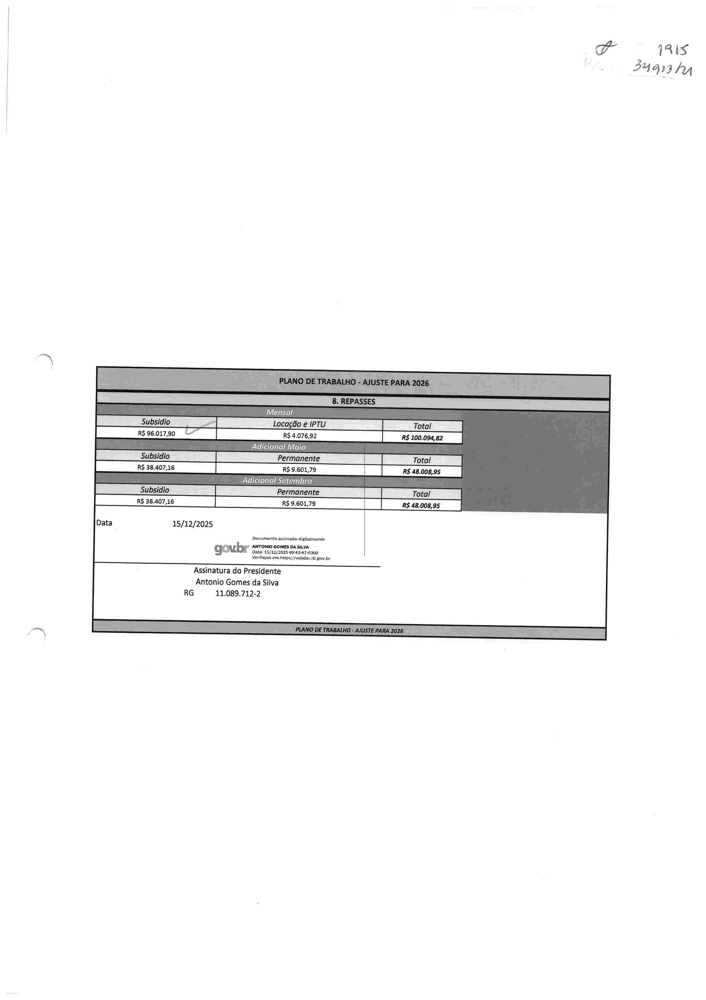 1915
34923/21
PLANO DE TRABALHO - AJUSTE PARA 2026
8. REPASSES
Mensal
Subsidio Locação e IPTU Total
R$ 96.017,90 R$ 4.076,92 R$ 100.094,82
Adicional Maio
Subsidio Permanente Total
R$ 38.407,16 R$ 9.601,79 R$ 48.008,95
Adicional Setembro
Subsidio Permanente Total
R$ 38.407,16 R$ 9.601,79 R$ 48.008,95
Data 15/12/2025
Documento assinado digitalmente
gov.br ANTONIO GOMES DA SILVA
Data: 15/12/2025 09:43:47-0300
Verifique em https://validar.iti.gov.br
Assinatura do Presidente
Antonio Gomes da Silva
RG 11.089.712-2
PLANO DE TRABALHO - AJUSTE PARA 2026